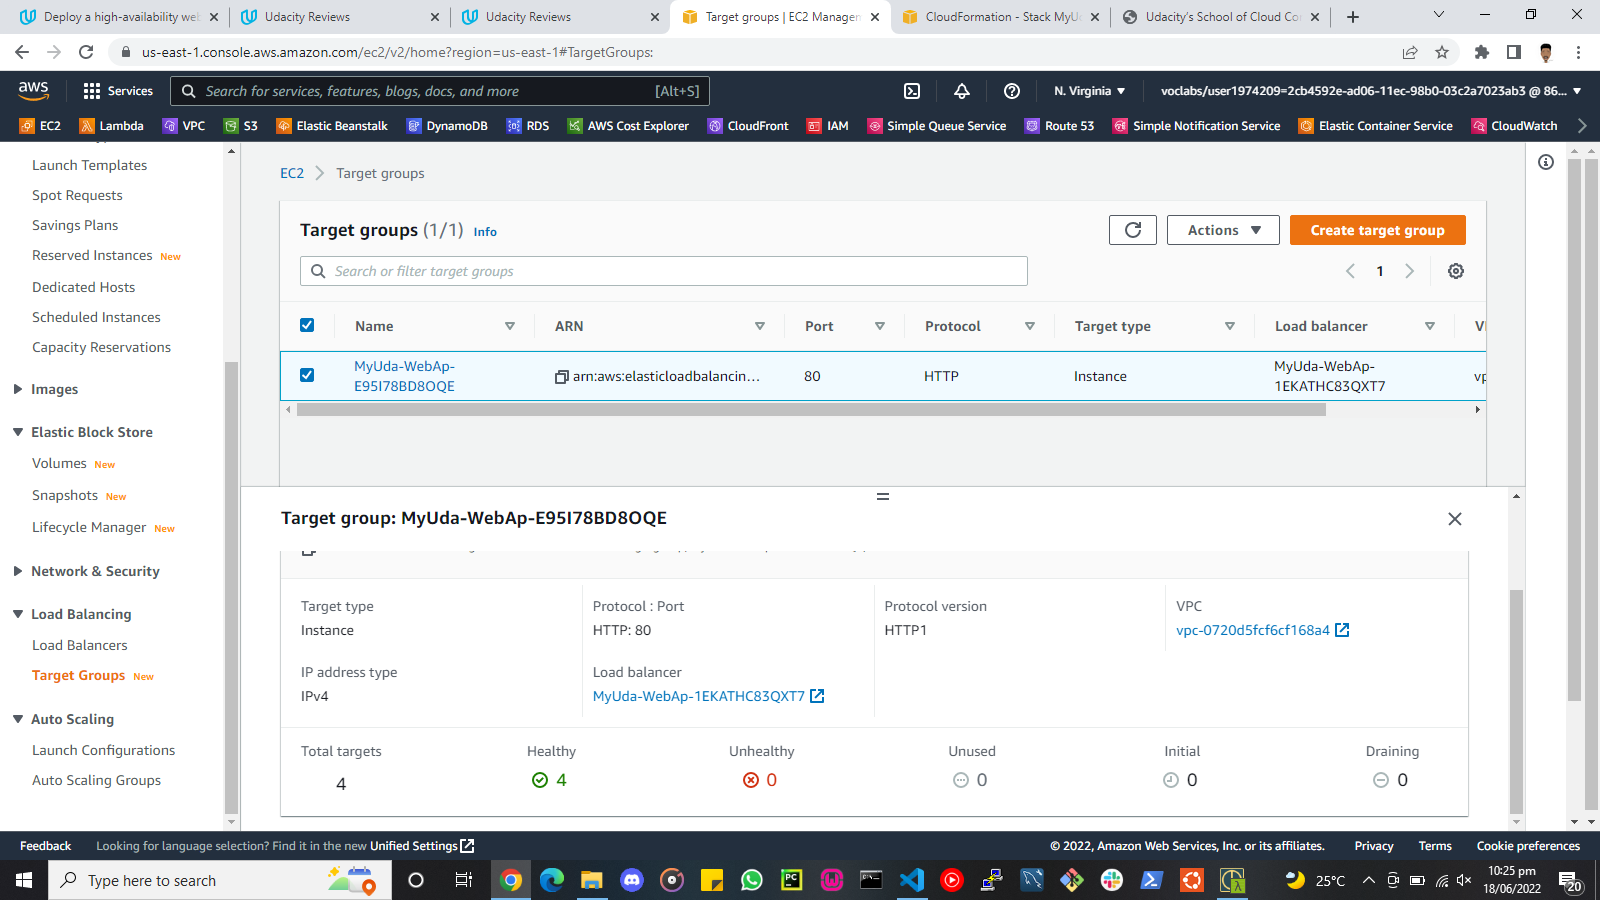 Deploy a high-availability web
Udacity Reviews
Udacity Reviews
Target groups | EC2 Managem
CloudFormation - Stack MyUd
Udacity's School of Cloud Co
us-east-1.console.aws.amazon.com/ec2/v2/home?region=us-east-1#TargetGroups:
aws
Services
Search for services, features, blogs, docs, and more
[Alt+S]
N. Virginia
voclabs/user1974209=2cb4592e-ad06-11ec-98b0-03c2a7023ab3 @ 86...
EC2
Lambda
VPC
S3
Elastic Beanstalk
DynamoDB
RDS
AWS Cost Explorer
CloudFront
IAM
Simple Queue Service
Route 53
Simple Notification Service
Elastic Container Service
CloudWatch
Launch Templates
Spot Requests
Savings Plans
Reserved Instances New
Dedicated Hosts
Scheduled Instances
Capacity Reservations
Images
Elastic Block Store
Volumes New
Snapshots New
Lifecycle Manager New
Network & Security
Load Balancing
Load Balancers
Target Groups New
Auto Scaling
Launch Configurations
Auto Scaling Groups
EC2 > Target groups
Target groups (1/1) Info
Actions
Create target group
Search or filter target groups
1
Name
ARN
Port
Protocol
Target type
Load balancer
MyUda-WebAp-
E95I78BD8OQE
arn:aws:elasticloadbalancin...
80
HTTP
Instance
MyUda-WebAp-
1EKATHC83QXT7
Target group: MyUda-WebAp-E95I78BD8OQE
Target type
Instance
Protocol : Port
HTTP: 80
Protocol version
HTTP1
VPC
vpc-0720d5fcf6cf168a4
IP address type
IPv4
Load balancer
MyUda-WebAp-1EKATHC83QXT7
Total targets
4
Healthy
4
Unhealthy
0
Unused
0
Initial
0
Draining
0
Feedback
Looking for language selection? Find it in the new Unified Settings
© 2022, Amazon Web Services, Inc. or its affiliates.
Privacy
Terms
Cookie preferences
Type here to search
25°C
10:25 pm
18/06/2022
20